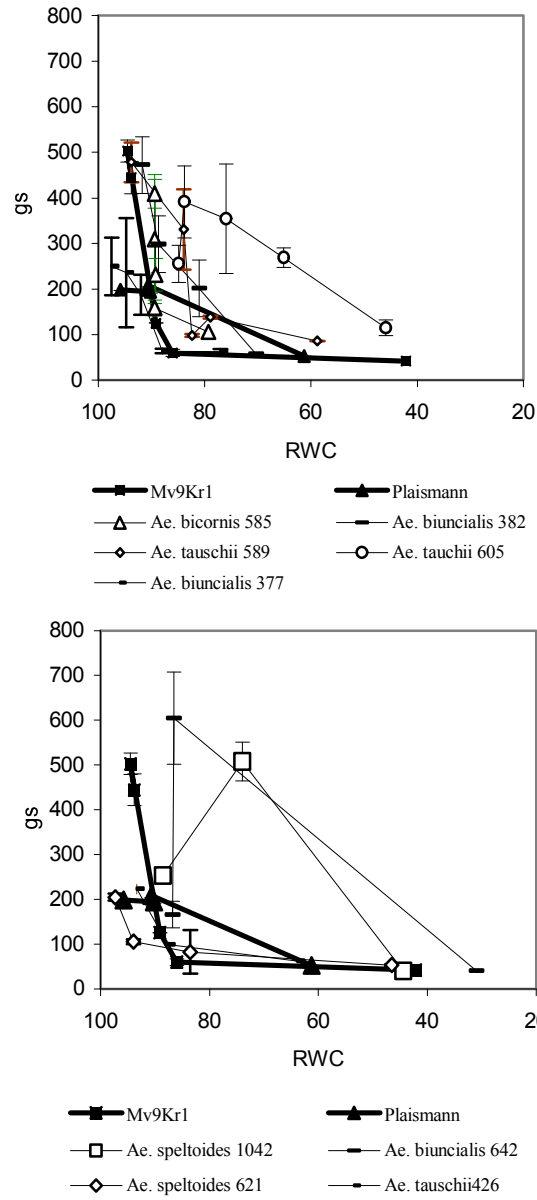 800
700
600
500
400
300
200
100
0
gs
100 80 60 40 20
RWC
Mv9Kr1 Plaismann
Ae. bicornis 585 Ae. biuncialis 382
Ae. tauschii 589 Ae. tauchii 605
Ae. biuncialis 377
800
700
600
500
400
300
200
100
0
gs
100 80 60 40 20
RWC
Mv9Kr1 Plaismann
Ae. speltoides 1042 Ae. biuncialis 642
Ae. speltoides 621 Ae. tauschii426